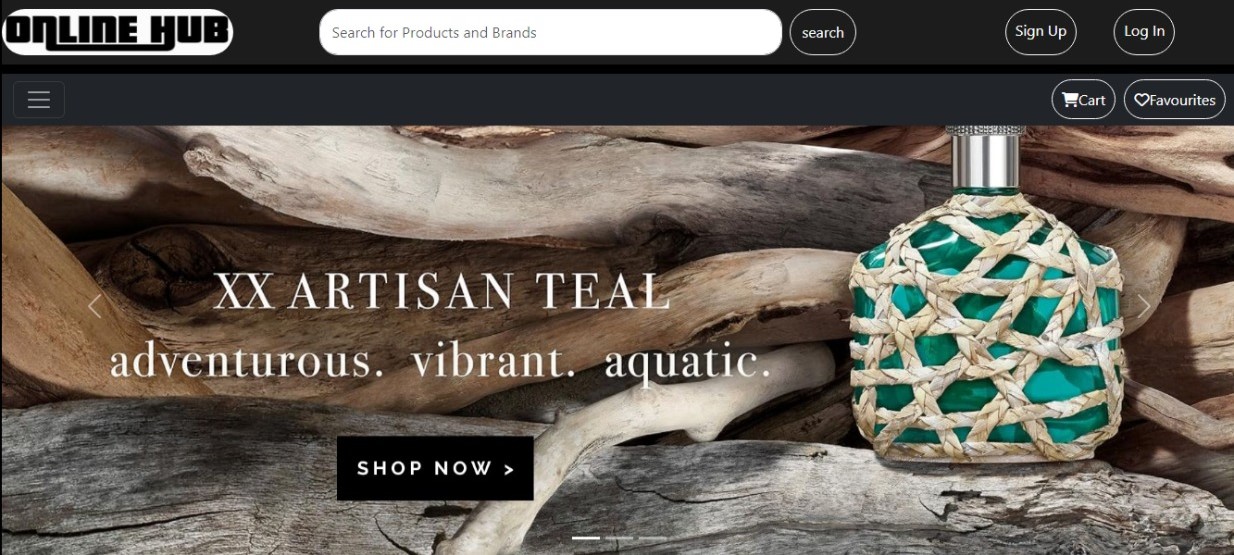 ONLINE HUB
Search for Products and Brands
search
Sign Up
Log In
Cart
Favourites
XX ARTISAN TEAL
adventurous. vibrant. aquatic.
SHOP NOW >